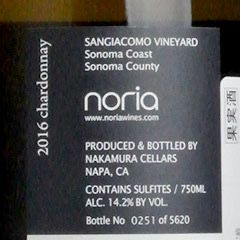 2016 chardonnay
SANGIACOMO VINEYARD
Sonoma Coast
Sonoma County
noria
www.noriawines.com
PRODUCED & BOTTLED BY
NAKAMURA CELLARS
NAPA, CA
CONTAINS SULFITES / 750ML
ALC. 14.2% BY VOL.
Bottle No 0251 of 5620
果実酒